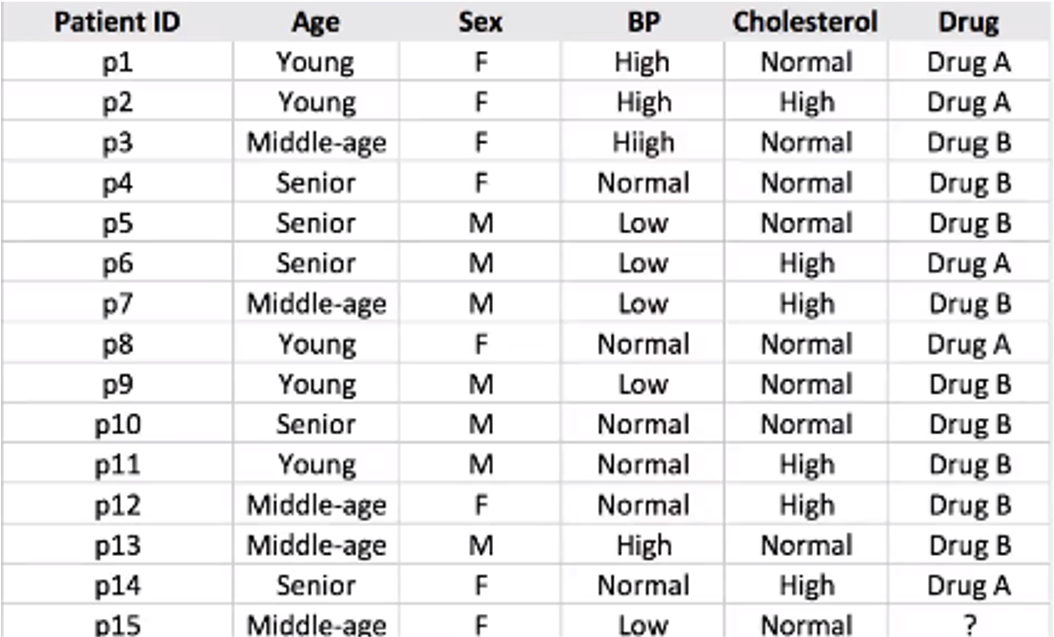 Patient ID Age Sex BP Cholesterol Drug
p1 Young F High Normal Drug A
p2 Young F High High Drug A
p3 Middle-age F Hiigh Normal Drug B
p4 Senior F Normal Normal Drug B
p5 Senior M Low Normal Drug B
p6 Senior M Low High Drug A
p7 Middle-age M Low High Drug B
p8 Young F Normal Normal Drug A
p9 Young M Low Normal Drug B
p10 Senior M Normal Normal Drug B
p11 Young M Normal High Drug B
p12 Middle-age F Normal High Drug B
p13 Middle-age M High Normal Drug B
p14 Senior F Normal High Drug A
p15 Middle-age F Low Normal ?